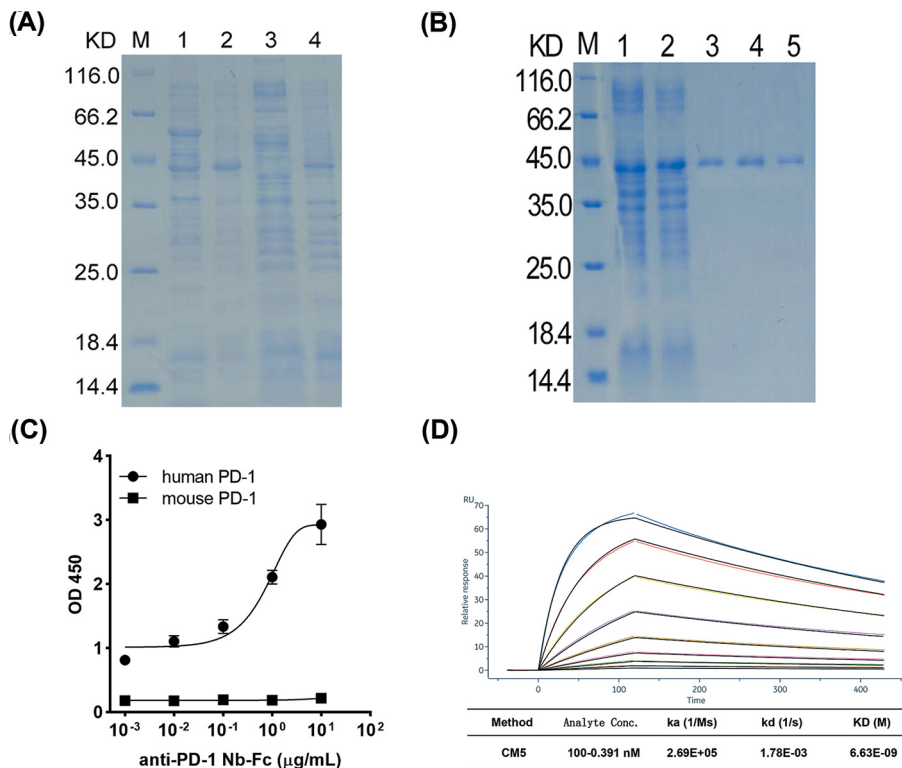 (A)
KD M 1 2 3 4
116.0
66.2
45.0
35.0
25.0
18.4
14.4
(B)
KD M 1 2 3 4 5
116.0
66.2
45.0
35.0
25.0
18.4
14.4
(C)
4
3
2
1
0
OD 450
human PD-1
mouse PD-1
10-3 10-2 10-1 100 101 102
anti-PD-1 Nb-Fc (μg/mL)
(D)
RU
70
60
50
40
30
20
10
0
Relative response
0 100 200 300 400
Time
Method Analyte Conc. ka (1/Ms) kd (1/s) KD (M)
CM5 100-0.391 nM 2.69E+05 1.78E-03 6.63E-09